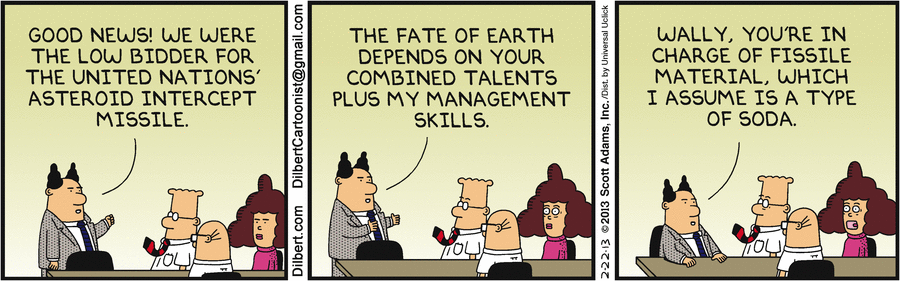 GOOD NEWS! WE WERE
THE LOW BIDDER FOR
THE UNITED NATIONS'
ASTEROID INTERCEPT
MISSILE.
Dilbert.com DilbertCartoonist@gmail.com
THE FATE OF EARTH
DEPENDS ON YOUR
COMBINED TALENTS
PLUS MY MANAGEMENT
SKILLS.
2-22-13 © 2013 Scott Adams, Inc. /Dist. by Universal Uclick
WALLY, YOU'RE IN
CHARGE OF FISSILE
MATERIAL, WHICH
I ASSUME IS A TYPE
OF SODA.